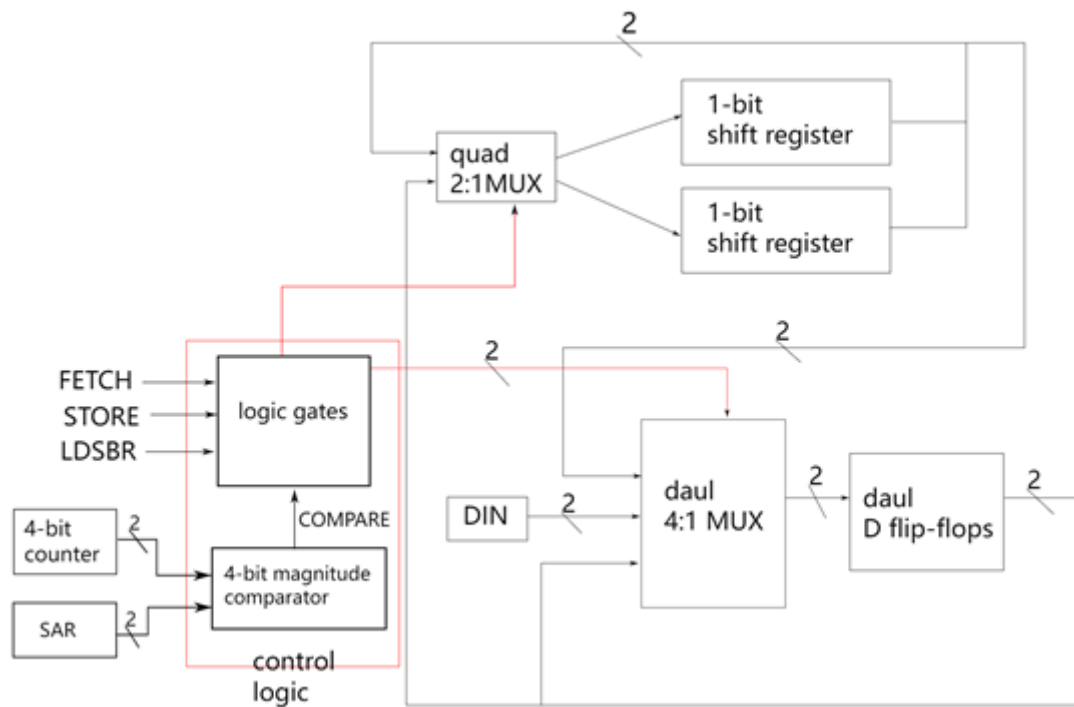 2
1-bit
shift register
quad
2:1MUX
1-bit
shift register
2
2
FETCH
STORE
LDSBR
logic gates
COMPARE
4-bit
counter
2
4-bit magnitude
comparator
SAR
2
control
logic
DIN
2
daul
4:1 MUX
2
daul
D flip-flops
2